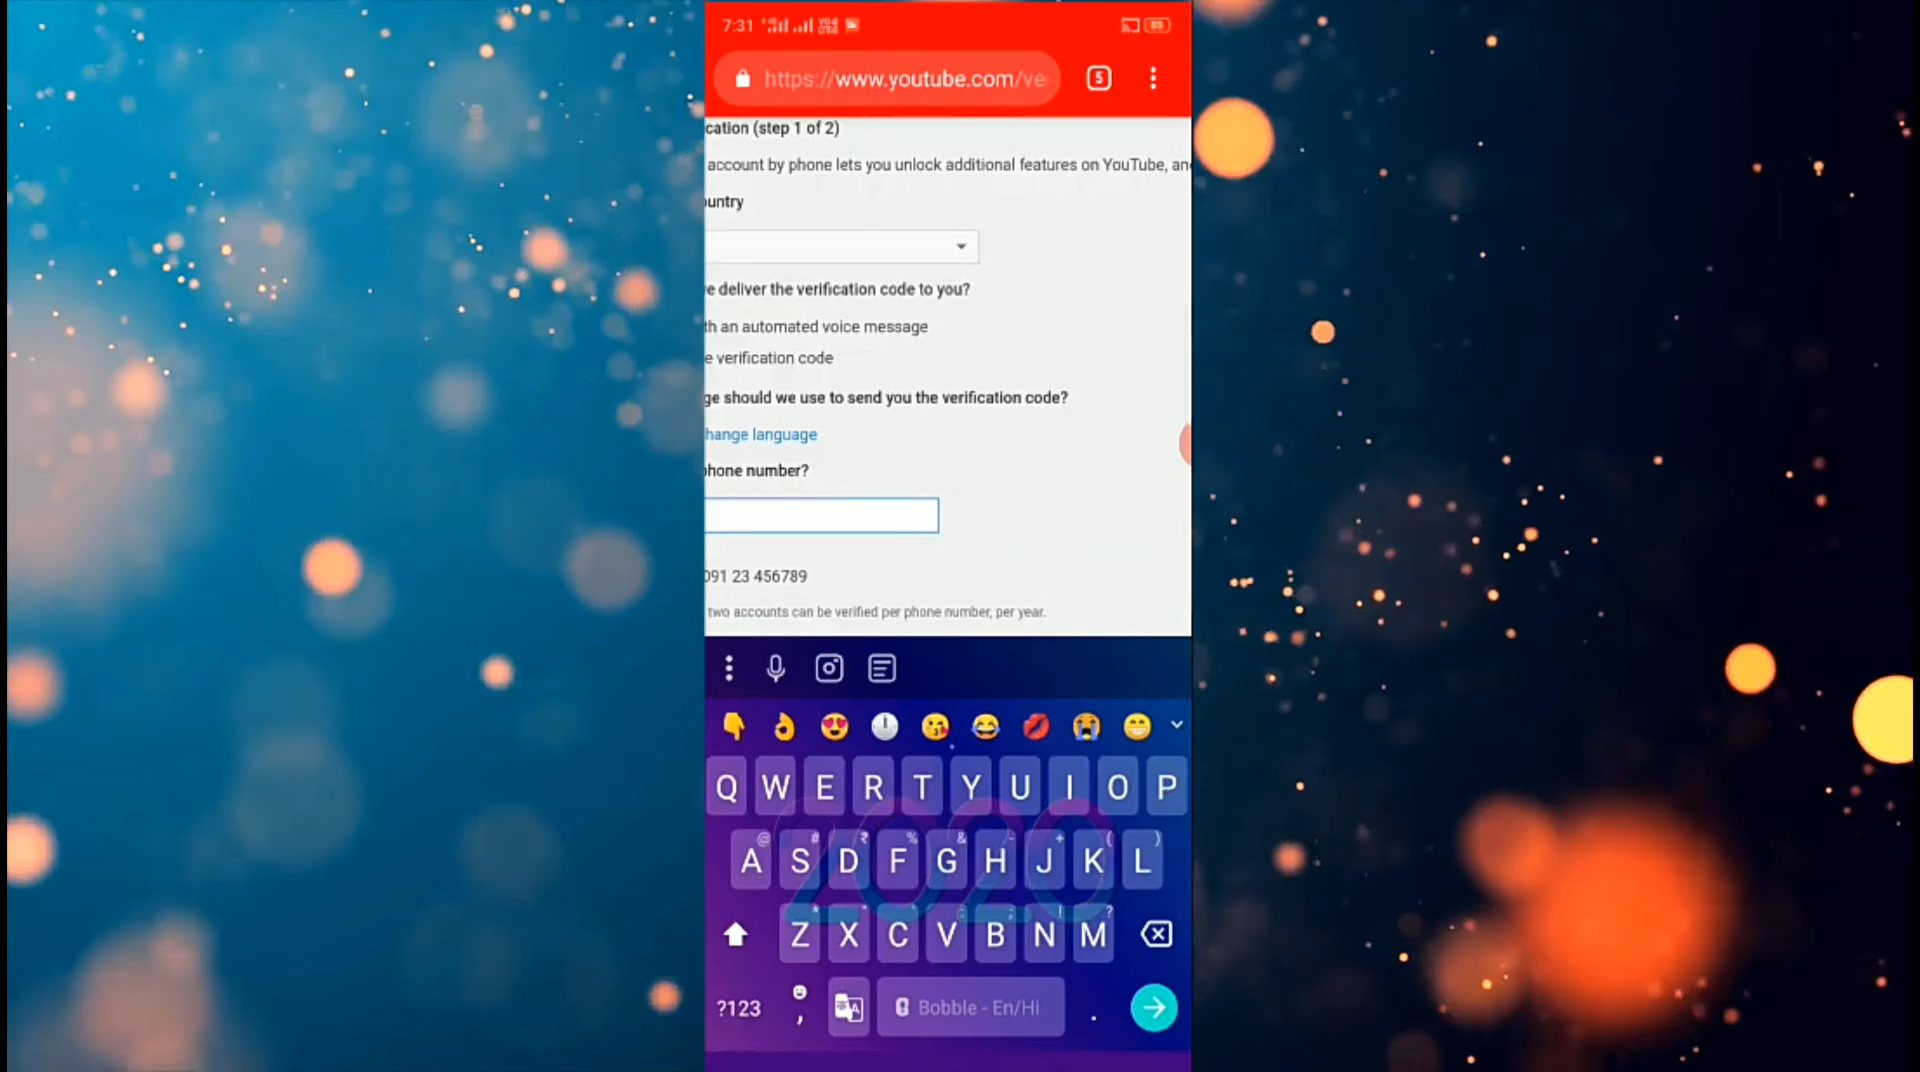 7:31
85
https://www.youtube.com/ve
5
cation (step 1 of 2)
account by phone lets you unlock additional features on YouTube, an
untry
e deliver the verification code to you?
th an automated voice message
e verification code
ge should we use to send you the verification code?
hange language
phone number?
091 23 456789
two accounts can be verified per phone number, per year.
Q W E R T Y U I O P
@ # ₹ % & - + ( )
A S D F G H J K L
2020
Z X C V B N M
?123 , Bobble - En/Hi .